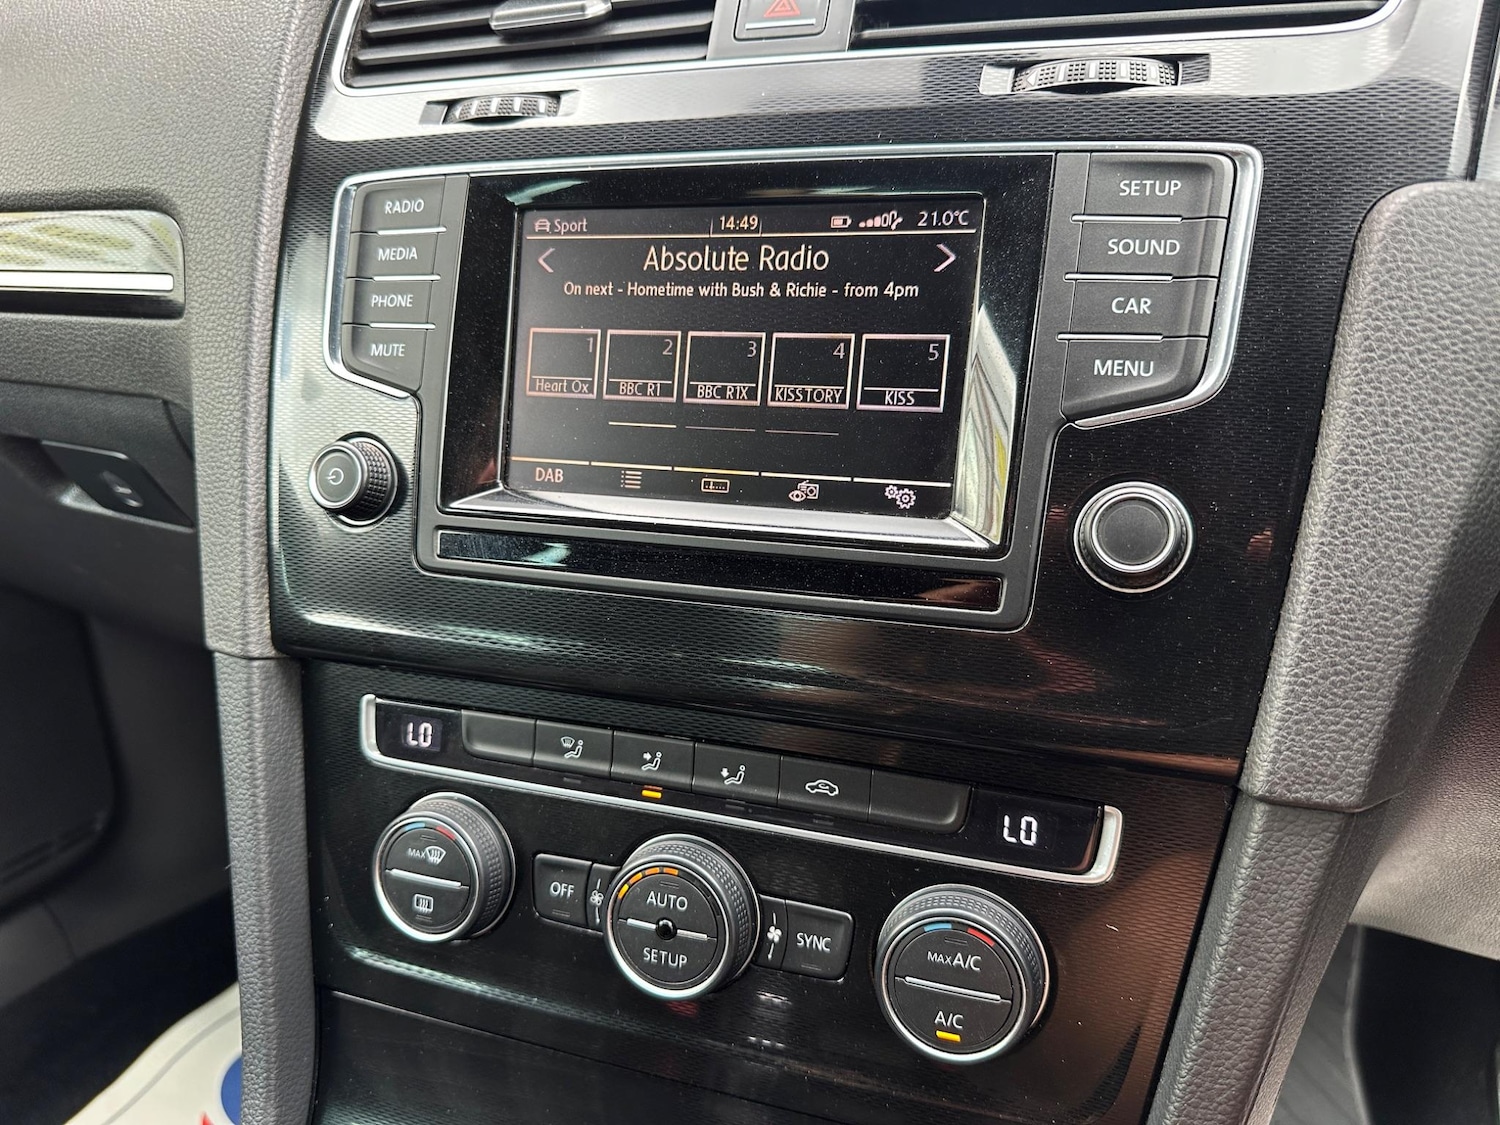 RADIO
MEDIA
PHONE
MUTE
Sport 14:49 21.0°C
Absolute Radio
On next - Hometime with Bush & Richie - from 4pm
1 2 3 4 5
Heart Ox BBC R1 BBC R1X KISSTORY KISS
DAB
SETUP
SOUND
CAR
MENU
LO
LO
MAX
OFF
AUTO
SETUP
SYNC
MAX A/C
A/C